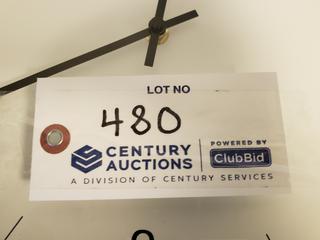 LOT NO
480
CENTURY AUCTIONS
POWERED BY
ClubBid
A DIVISION OF CENTURY SERVICES